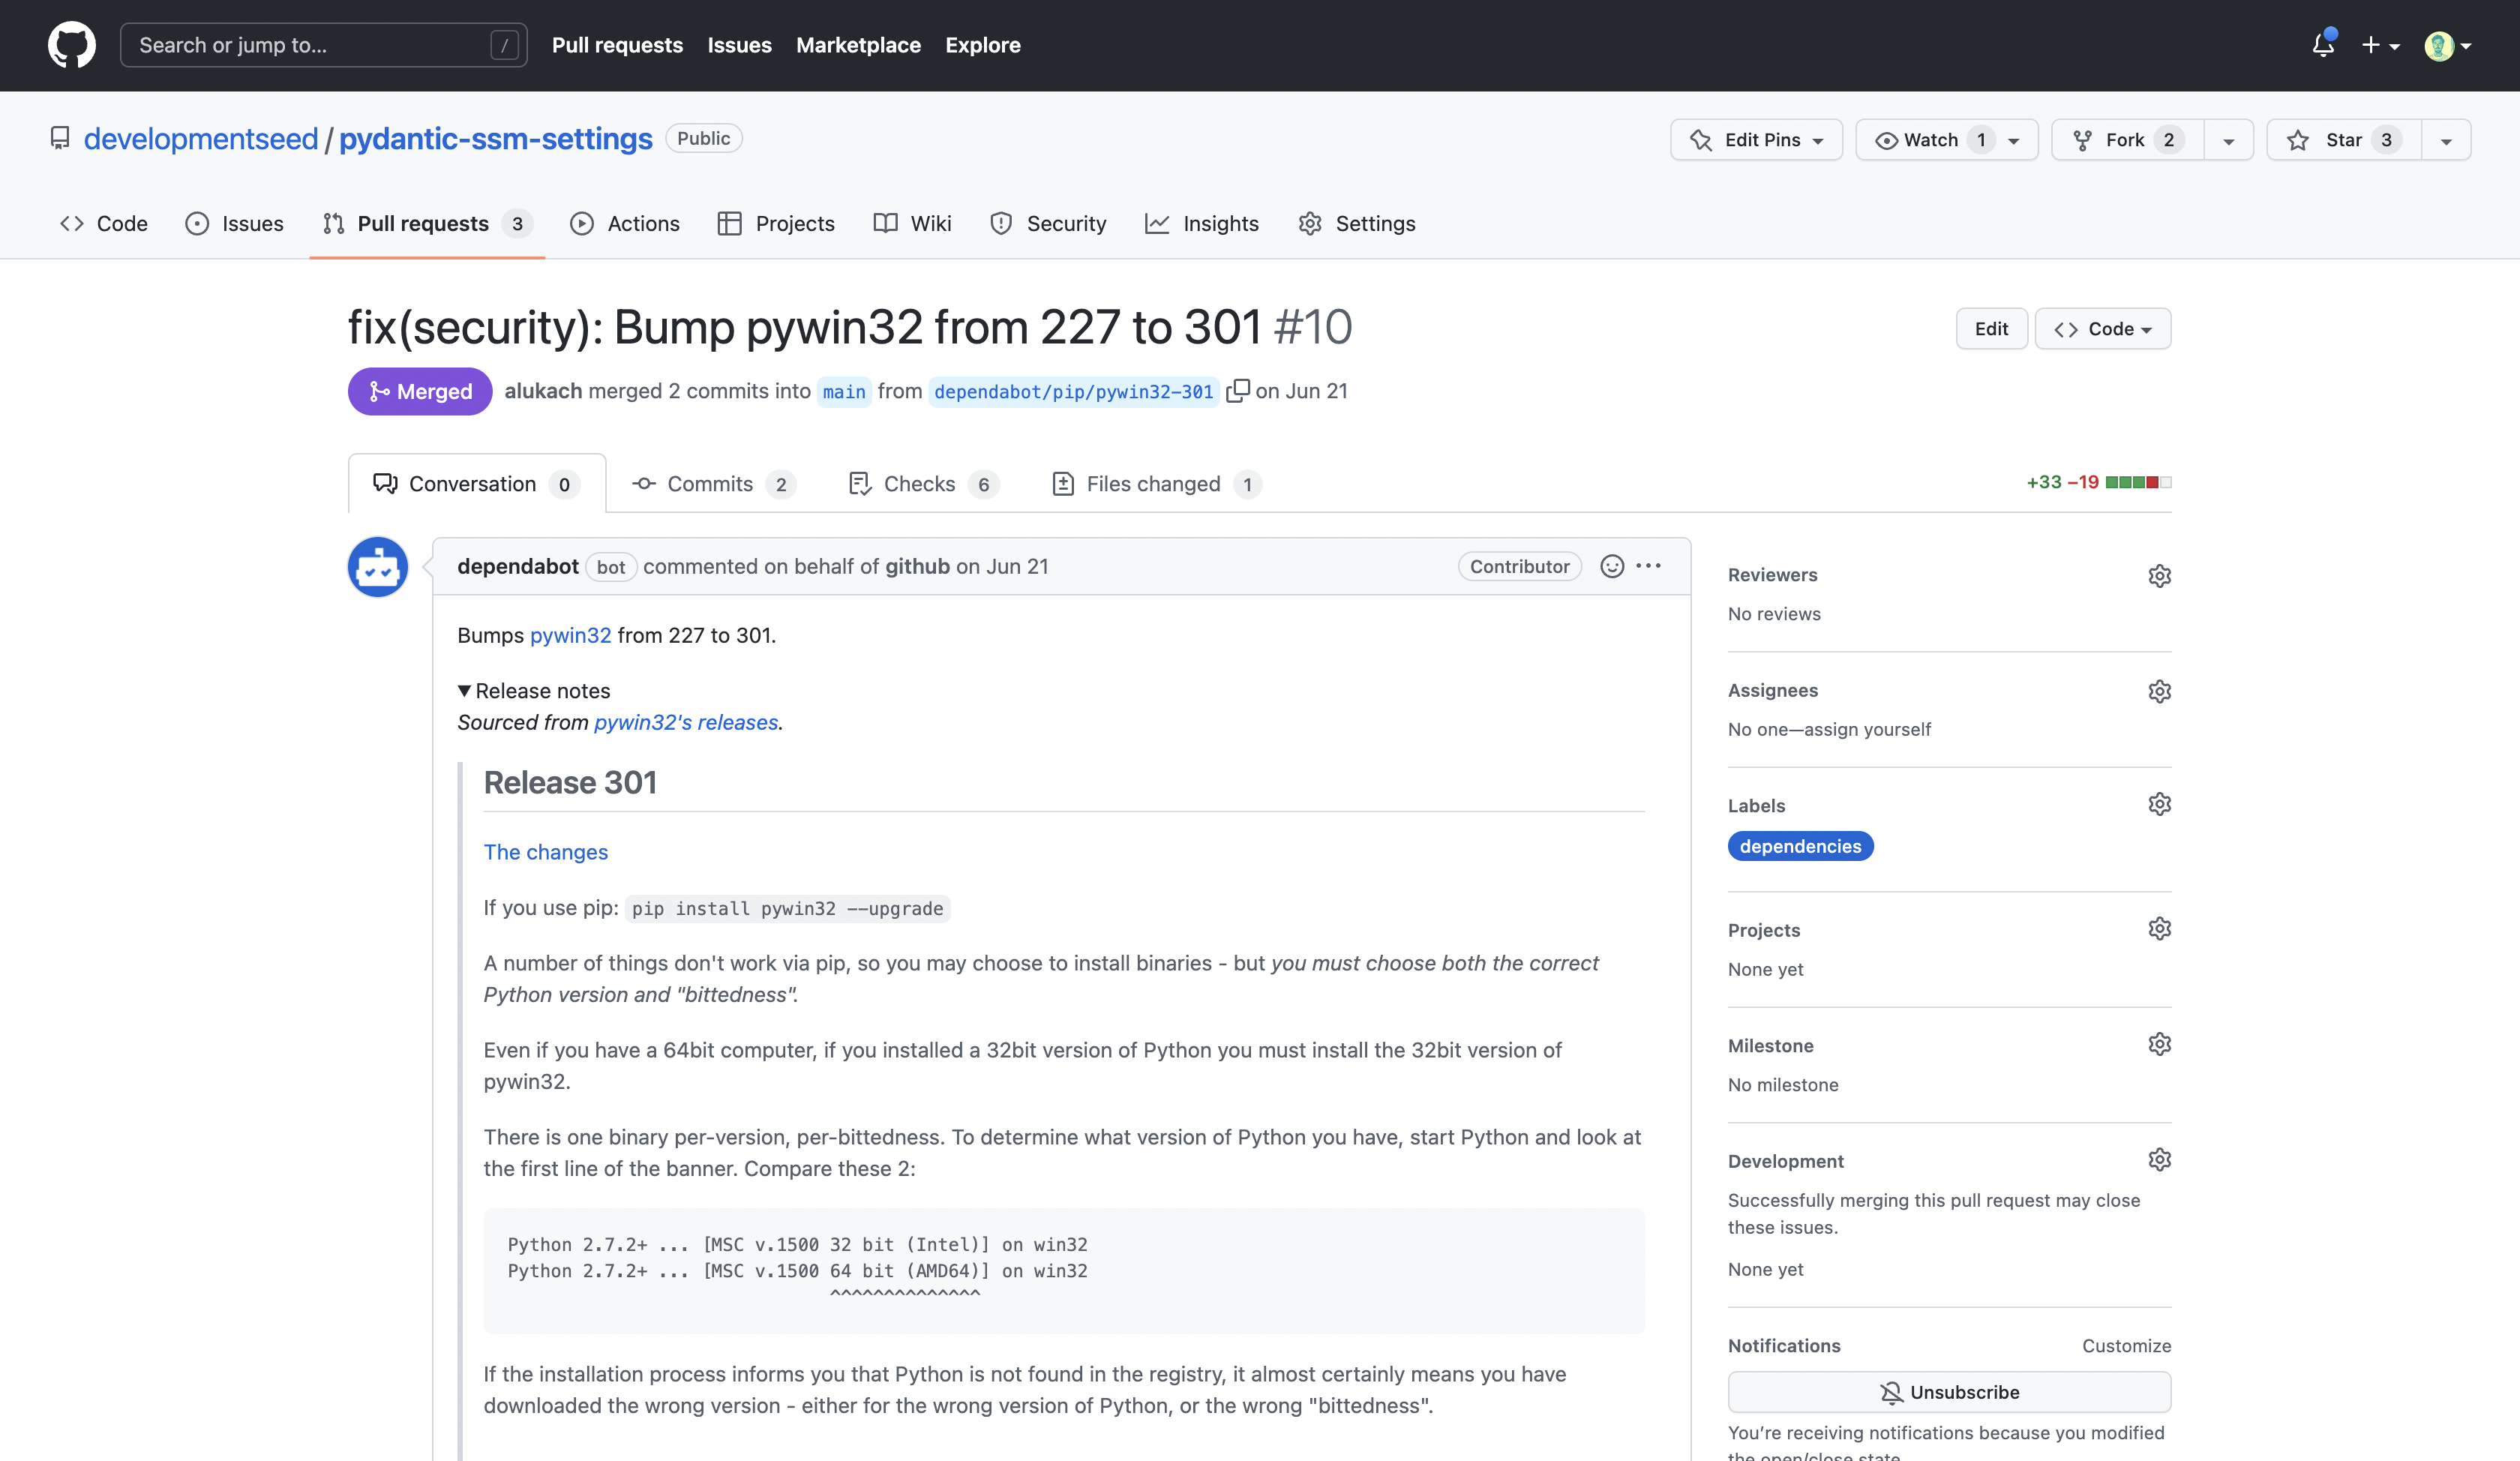 Search or jump to... /
Pull requests Issues Marketplace Explore
developmentseed / pydantic-ssm-settings Public
Edit Pins Watch 1 Fork 2 Star 3
Code Issues Pull requests 3 Actions Projects Wiki Security Insights Settings
fix(security): Bump pywin32 from 227 to 301 #10
Edit Code
Merged alukach merged 2 commits into main from dependabot/pip/pywin32-301 on Jun 21
Conversation 0 Commits 2 Checks 6 Files changed 1
+33 −19
dependabot bot commented on behalf of github on Jun 21 Contributor
Bumps pywin32 from 227 to 301.
Release notes
Sourced from pywin32's releases.
Release 301
The changes
If you use pip: pip install pywin32 --upgrade
A number of things don't work via pip, so you may choose to install binaries - but you must choose both the correct
Python version and "bittedness".
Even if you have a 64bit computer, if you installed a 32bit version of Python you must install the 32bit version of
pywin32.
There is one binary per-version, per-bittedness. To determine what version of Python you have, start Python and look at
the first line of the banner. Compare these 2:
Python 2.7.2+ ... [MSC v.1500 32 bit (Intel)] on win32
Python 2.7.2+ ... [MSC v.1500 64 bit (AMD64)] on win32
^^^^^^^^^^^^^^
If the installation process informs you that Python is not found in the registry, it almost certainly means you have
downloaded the wrong version - either for the wrong version of Python, or the wrong "bittedness".
Reviewers
No reviews
Assignees
No one—assign yourself
Labels
dependencies
Projects
None yet
Milestone
No milestone
Development
Successfully merging this pull request may close
these issues.
None yet
Notifications Customize
Unsubscribe
You're receiving notifications because you modified
the open/close state.